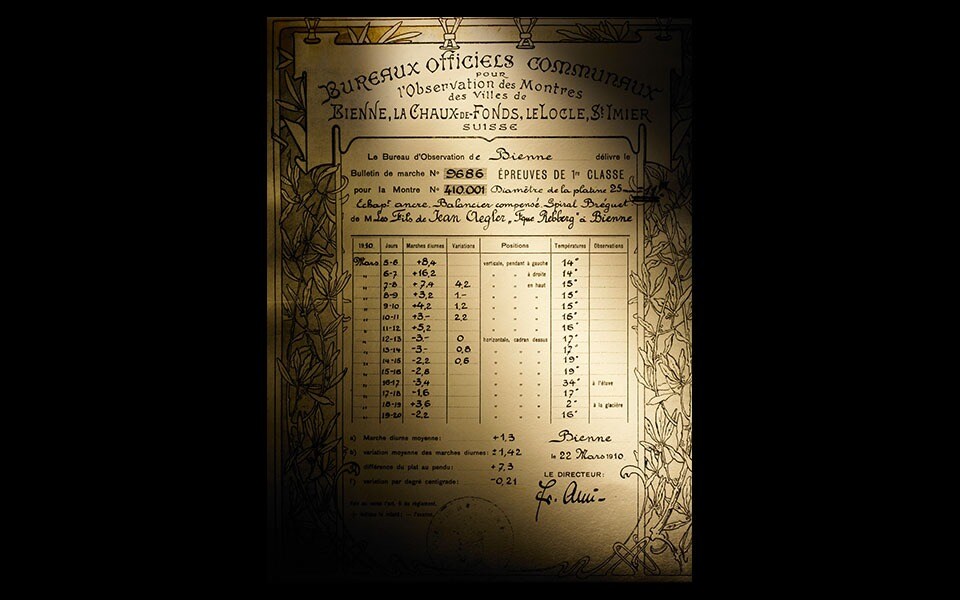 BUREAUX OFFICIELS COMMUNAUX
POUR
l'Observation des Montres
des Villes de
BIENNE, LA CHAUX-DE-FONDS, LE LOCLE, St IMIER
SUISSE
Le Bureau d'Observation de Bienne délivre le
Bulletin de marche No 9686 ÉPREUVES DE 1re CLASSE
pour la Montre No 410.001 Diamètre de la platine 25
Echapt ancre. Balancier compensé. Spiral Bréguet
de M Les Fils de Jean Aegler, Fque Rebberg" à Bienne
1910 Jours Marches diurnes Variations Positions Températures Observations
Mars 5-6 +8,4 verticale, pendant à gauche 14°
" 6-7 +16,2 " " à droite 14°
" 7-8 +7,4 4,2 " " en haut 15°
" 8-9 +3,2 1.- " " " 15°
" 9-10 +4,2 1,2 " " " 15°
" 10-11 +3.- 2,2 " " " 16°
" 11-12 +5,2 " " " 16°
" 12-13 -3.- 0 horizontale, cadran dessus 17°
" 13-14 -3.- 0,8 " " " 17°
" 14-15 -2,2 0,6 " " " 19°
" 15-16 -2,8 " " " 19°
" 16-17 -3,4 " " " 34° à l'étuve
" 17-18 -1,6 " " " 17°
" 18-19 +3,6 " " " 2° à la glacière
" 19-20 -2,2 " " " 16°
a) Marche diurne moyenne: +1,3
b) variation moyenne des marches diurnes: ±1,42
différence du plat au pendu: +7,3
f) variation par degré centigrade: -0,21
Bienne
le 22 Mars 1910
LE DIRECTEUR: